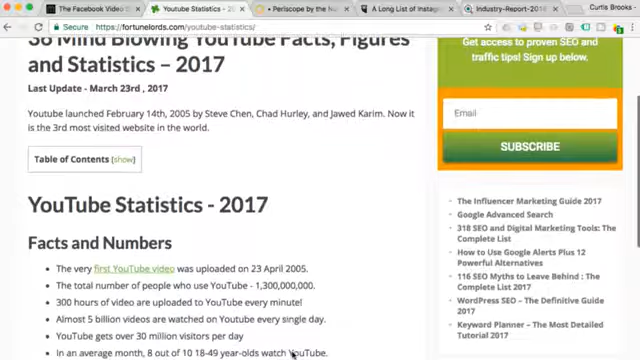 The Facebook Video
Youtube Statistics - 2017
• Periscope by the Num
A Long List of Instag
Industry-Report-2016
Curtis Brooks
Secure
https://fortunelords.com/youtube-statistics/
36 Mind Blowing YouTube Facts, Figures
and Statistics – 2017
Last Update - March 23rd , 2017
Youtube launched February 14th, 2005 by Steve Chen, Chad Hurley, and Jawed Karim. Now it
is the 3rd most visited website in the world.
Table of Contents (show)
YouTube Statistics - 2017
Facts and Numbers
• The very first YouTube video was uploaded on 23 April 2005.
• The total number of people who use YouTube - 1,300,000,000.
• 300 hours of video are uploaded to YouTube every minute!
• Almost 5 billion videos are watched on Youtube every single day.
• YouTube gets over 30 million visitors per day
• In an average month, 8 out of 10 18-49 year-olds watch YouTube.
Get access to proven SEO and
traffic tips! Sign up below.
Email
SUBSCRIBE
• The Influencer Marketing Guide 2017
• Google Advanced Search
• 318 SEO and Digital Marketing Tools: The
Complete List
• How to Use Google Alerts Plus 12
Powerful Alternatives
• 116 SEO Myths to Leave Behind : The
Complete List 2017
• WordPress SEO – The Definitive Guide
2017
• Keyword Planner – The Most Detailed
Tutorial 2017